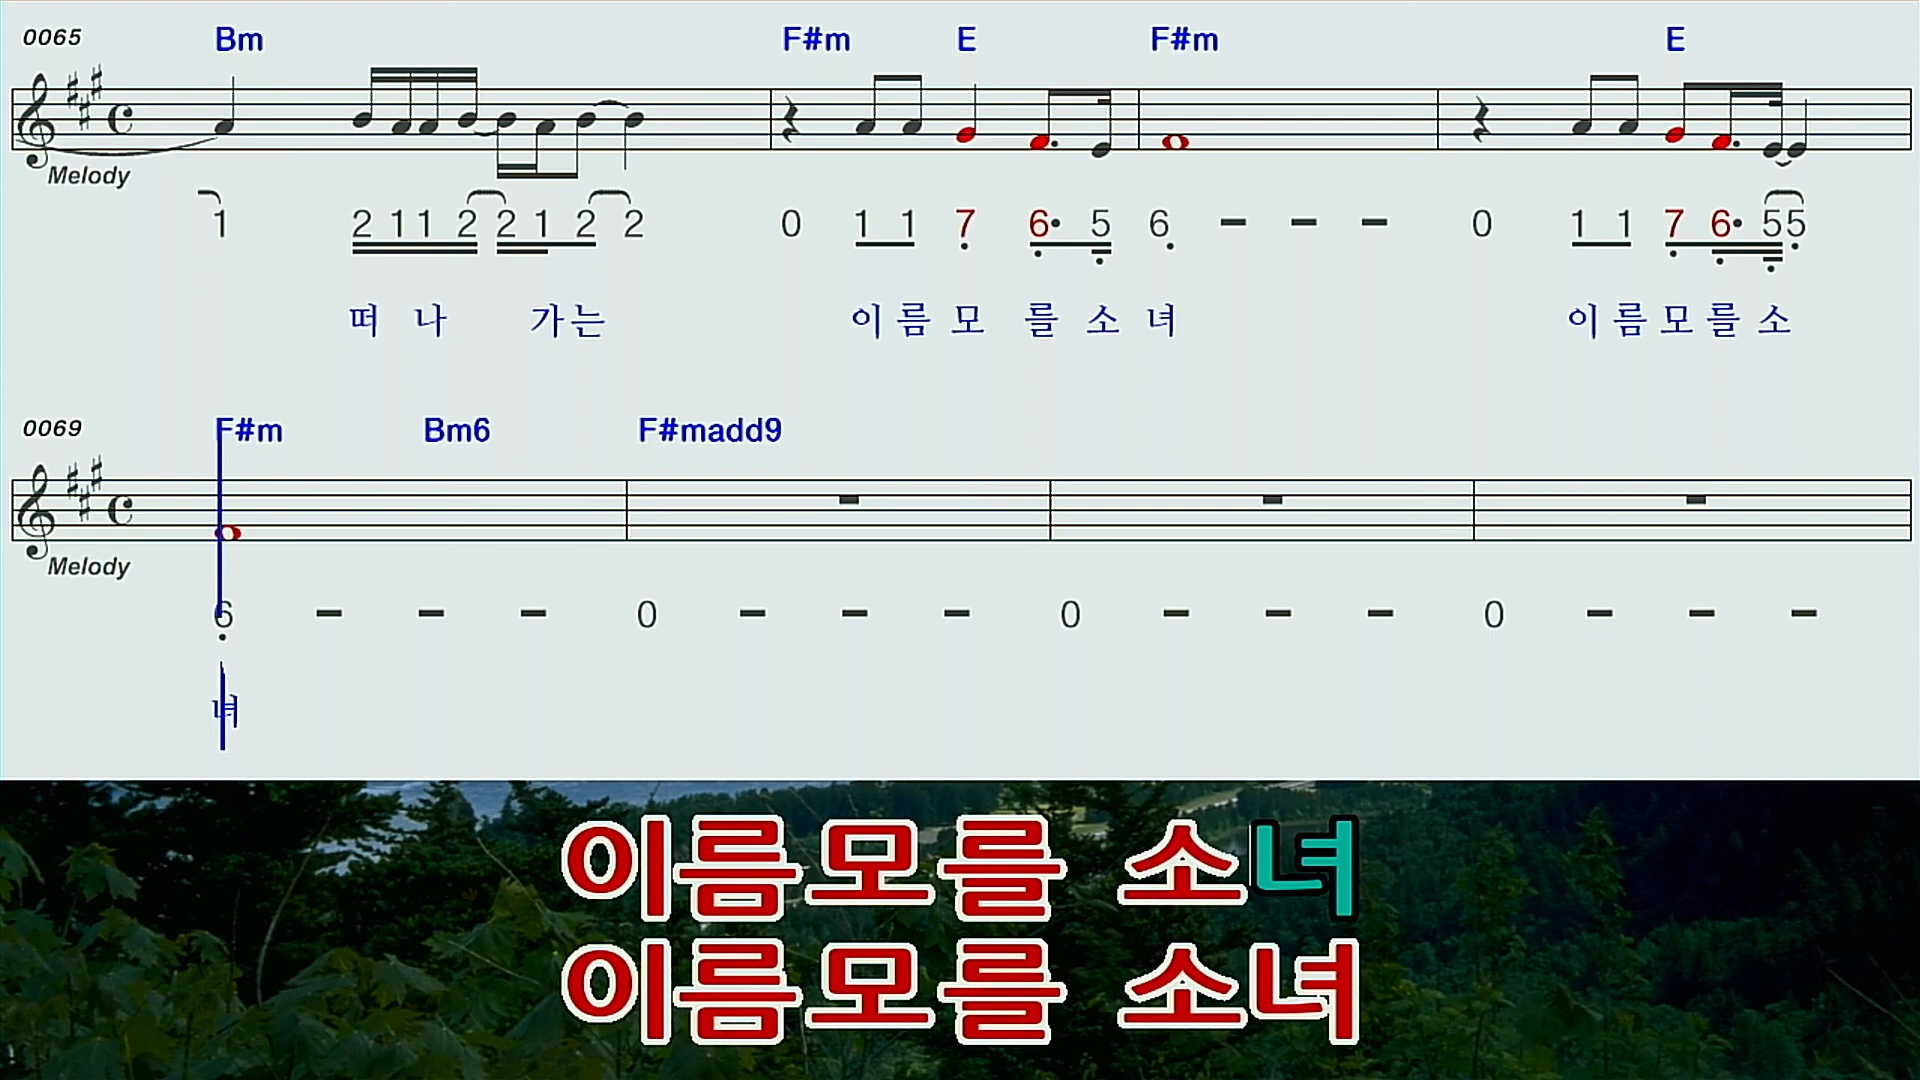 0065 Bm F#m E F#m E
Melody
1 2 1 1 2 2 1 2 2 0 1 1 7 6· 5 6 - - - 0 1 1 7 6· 5 5
떠 나 가는 이름 모 를 소 녀 이름모를 소
0069 F#m Bm6 F#madd9
Melody
6 - - - 0 - - - 0 - - - 0 - - -
녀
이름모를 소녀
이름모를 소녀